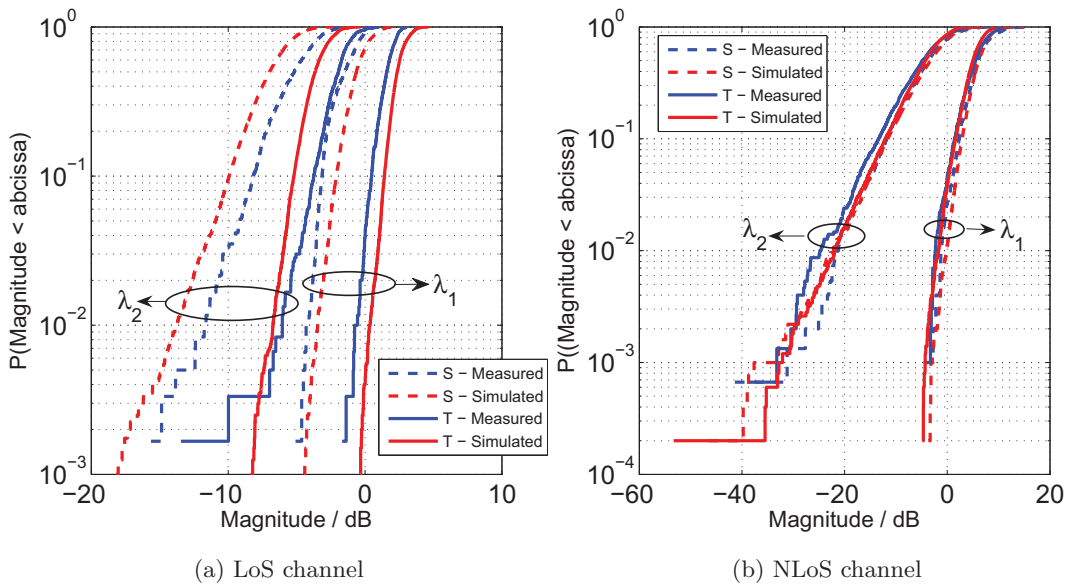 10^0
10^-1
10^-2
10^-3
−20
−10
0
10
Magnitude / dB
P(Magnitude < abcissa)
λ2
λ1
S − Measured
S − Simulated
T − Measured
T − Simulated
(a) LoS channel
10^0
10^-1
10^-2
10^-3
10^-4
−60
−40
−20
0
20
Magnitude / dB
P((Magnitude < abcissa)
S − Measured
S − Simulated
T − Measured
T − Simulated
λ2
λ1
(b) NLoS channel